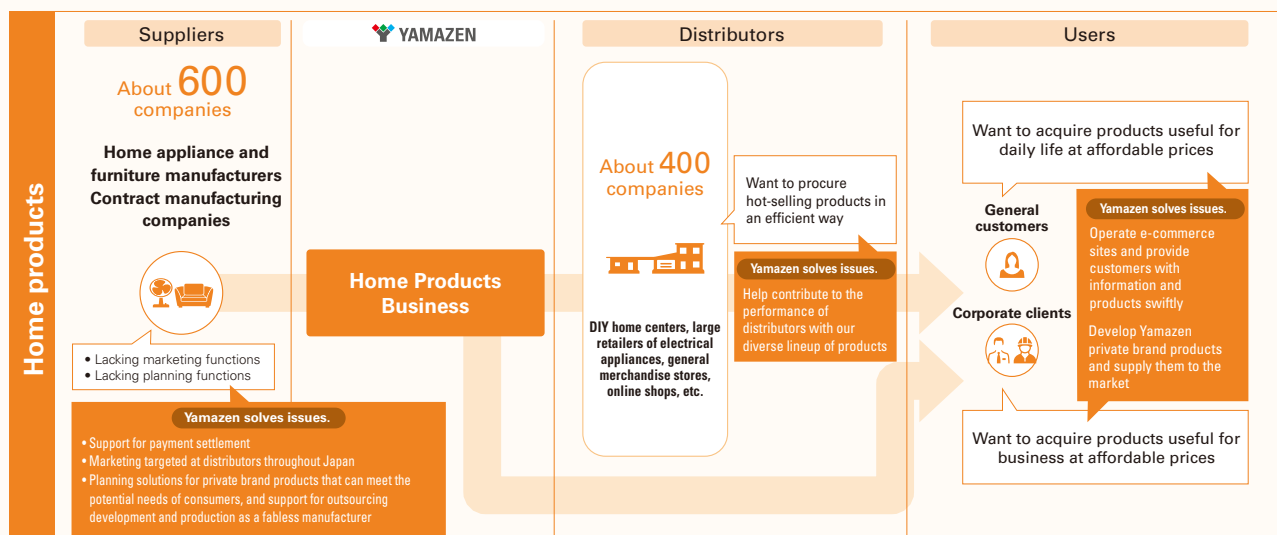 Home products
Suppliers
YAMAZEN
Distributors
Users
About 600
companies
Home appliance and
furniture manufacturers
Contract manufacturing
companies
• Lacking marketing functions
• Lacking planning functions
Yamazen solves issues.
• Support for payment settlement
• Marketing targeted at distributors throughout Japan
• Planning solutions for private brand products that can meet the
potential needs of consumers, and support for outsourcing
development and production as a fabless manufacturer
Home Products
Business
About 400
companies
DIY home centers, large
retailers of electrical
appliances, general
merchandise stores,
online shops, etc.
Want to procure
hot-selling products in
an efficient way
Yamazen solves issues.
Help contribute to the
performance of
distributors with our
diverse lineup of products
Want to acquire products useful for
daily life at affordable prices
General
customers
Corporate clients
Yamazen solves issues.
Operate e-commerce
sites and provide
customers with
information and
products swiftly
Develop Yamazen
private brand products
and supply them to the
market
Want to acquire products useful for
business at affordable prices